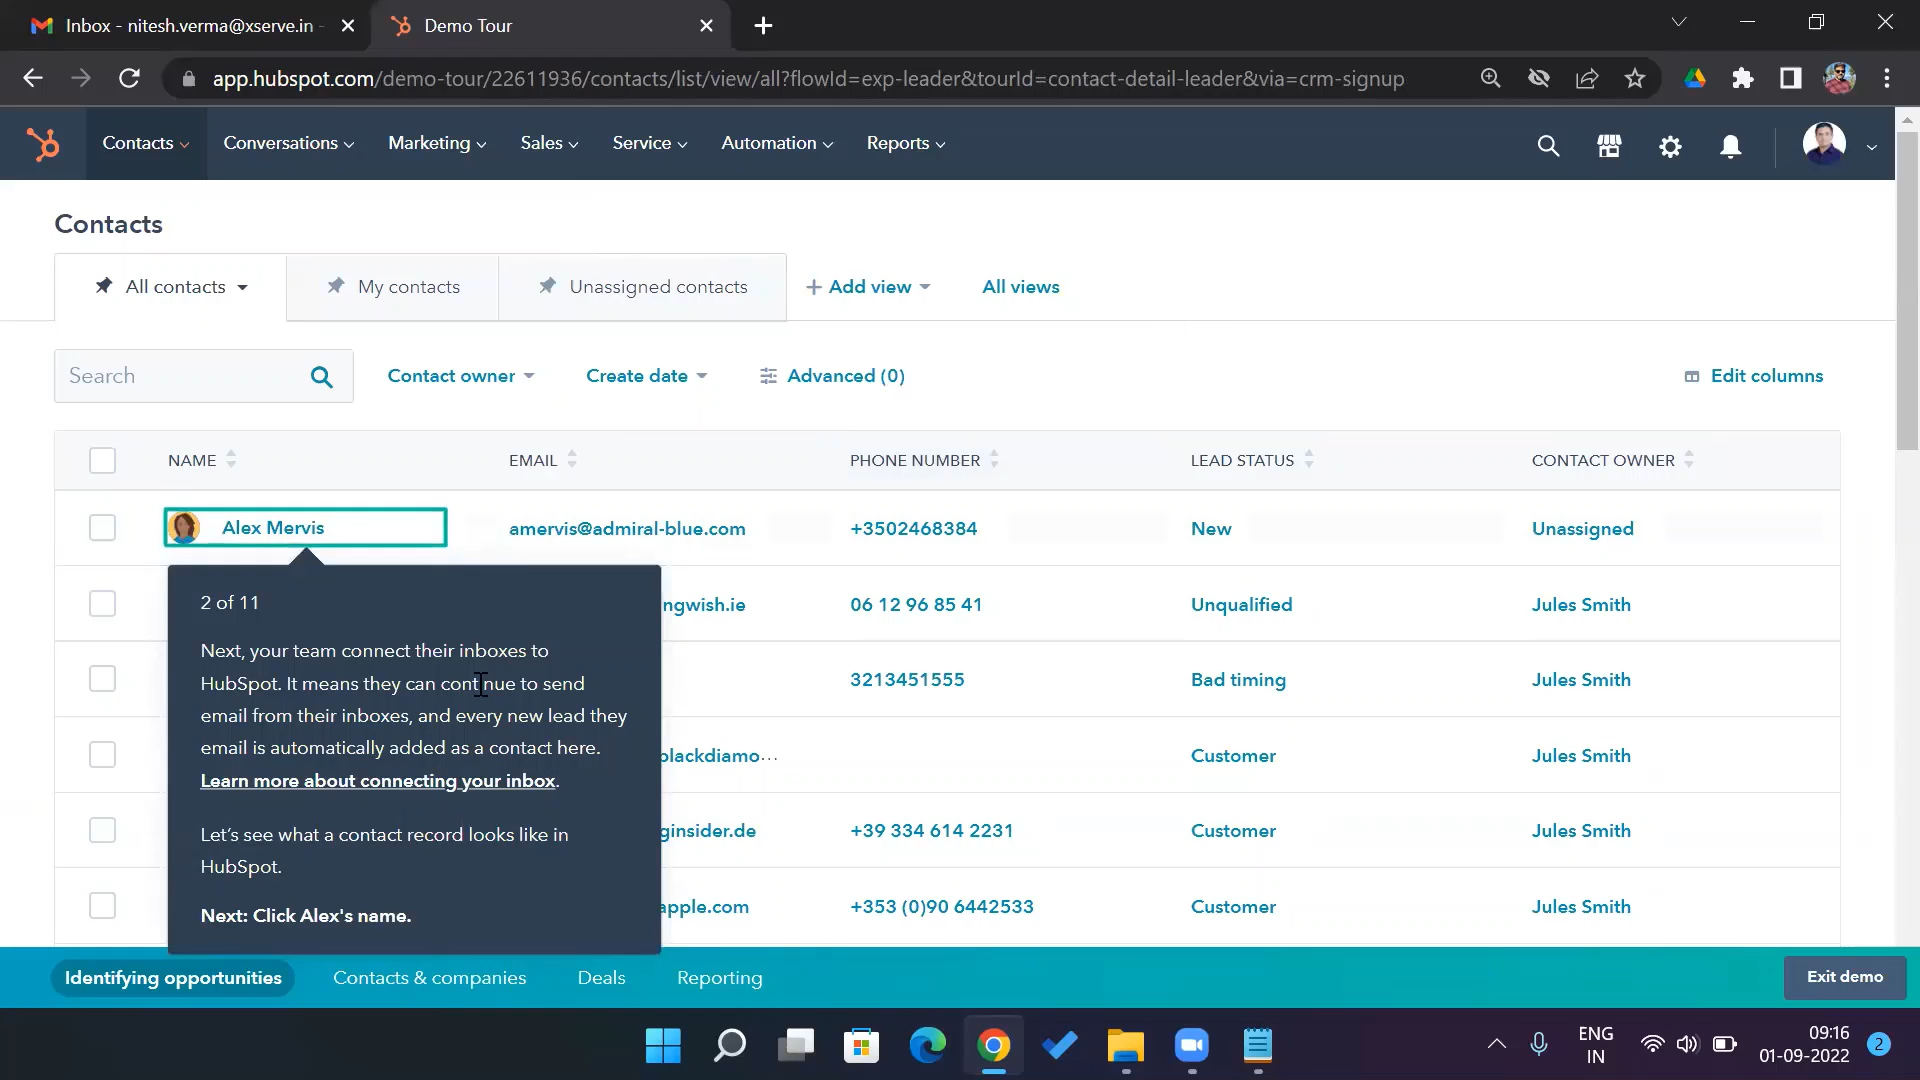 Inbox - nitesh.verma@xserve.in -
Demo Tour
app.hubspot.com/demo-tour/22611936/contacts/list/view/all?flowId=exp-leader&tourId=contact-detail-leader&via=crm-signup
Contacts
Conversations
Marketing
Sales
Service
Automation
Reports
Contacts
All contacts
My contacts
Unassigned contacts
+ Add view
All views
Search
Contact owner
Create date
Advanced (0)
Edit columns
NAME
EMAIL
PHONE NUMBER
LEAD STATUS
CONTACT OWNER
Alex Mervis
amervis@admiral-blue.com
+3502468384
New
Unassigned
ngwish.ie
06 12 96 85 41
Unqualified
Jules Smith
3213451555
Bad timing
Jules Smith
blackdiamo...
Customer
Jules Smith
ginsider.de
+39 334 614 2231
Customer
Jules Smith
apple.com
+353 (0)90 6442533
Customer
Jules Smith
2 of 11
Next, your team connect their inboxes to
HubSpot. It means they can continue to send
email from their inboxes, and every new lead they
email is automatically added as a contact here.
Learn more about connecting your inbox.
Let’s see what a contact record looks like in
HubSpot.
Next: Click Alex's name.
Identifying opportunities
Contacts & companies
Deals
Reporting
Exit demo
ENG
IN
09:16
01-09-2022
2